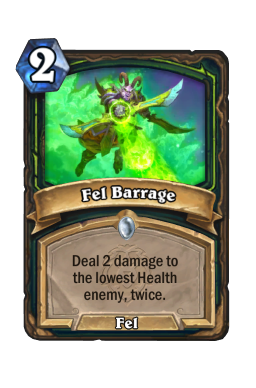 2
Fel Barrage
Deal 2 damage to
the lowest Health
enemy, twice.
Fel